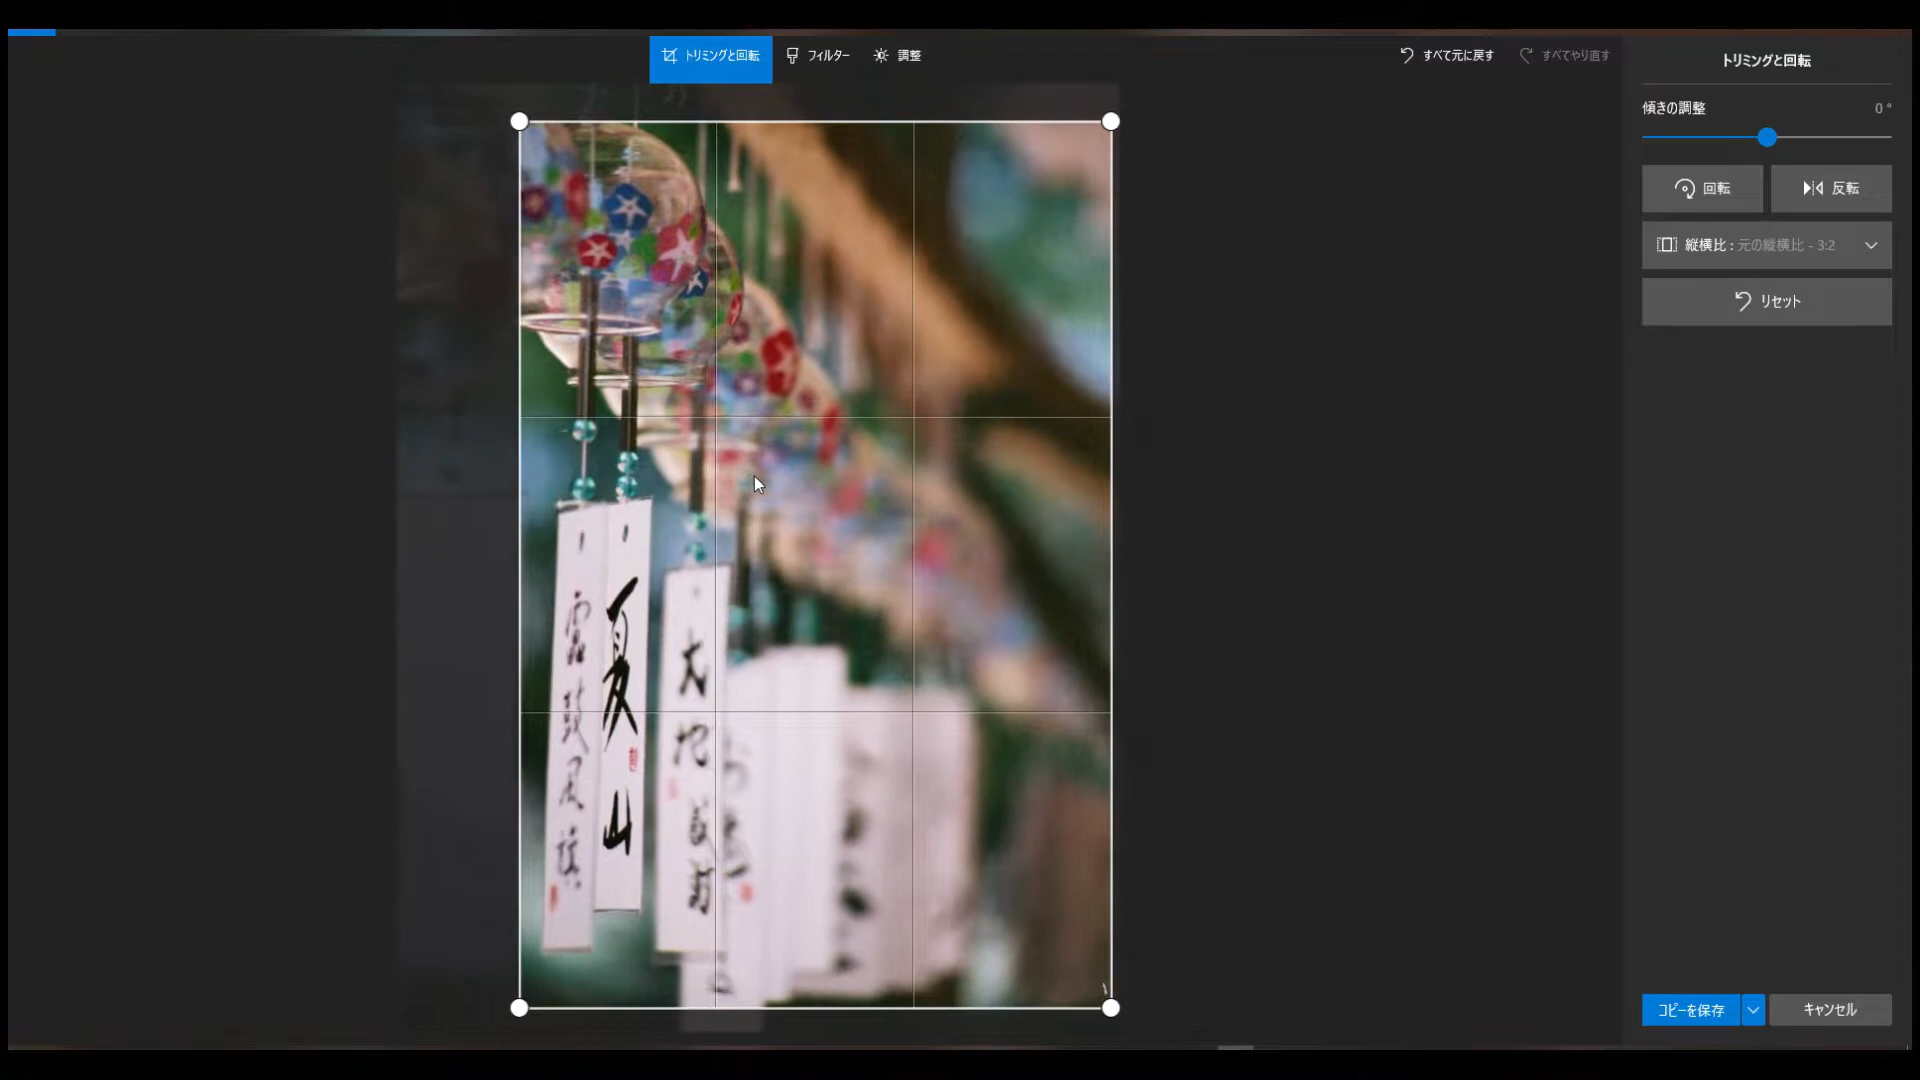 トリミングと回転
フィルター
調整
すべて元に戻す
すべてやり直す
トリミングと回転
傾きの調整
0°
回転
反転
縦横比 : 元の縦横比 - 3:2
リセット
夏山
大地
コピーを保存
キャンセル